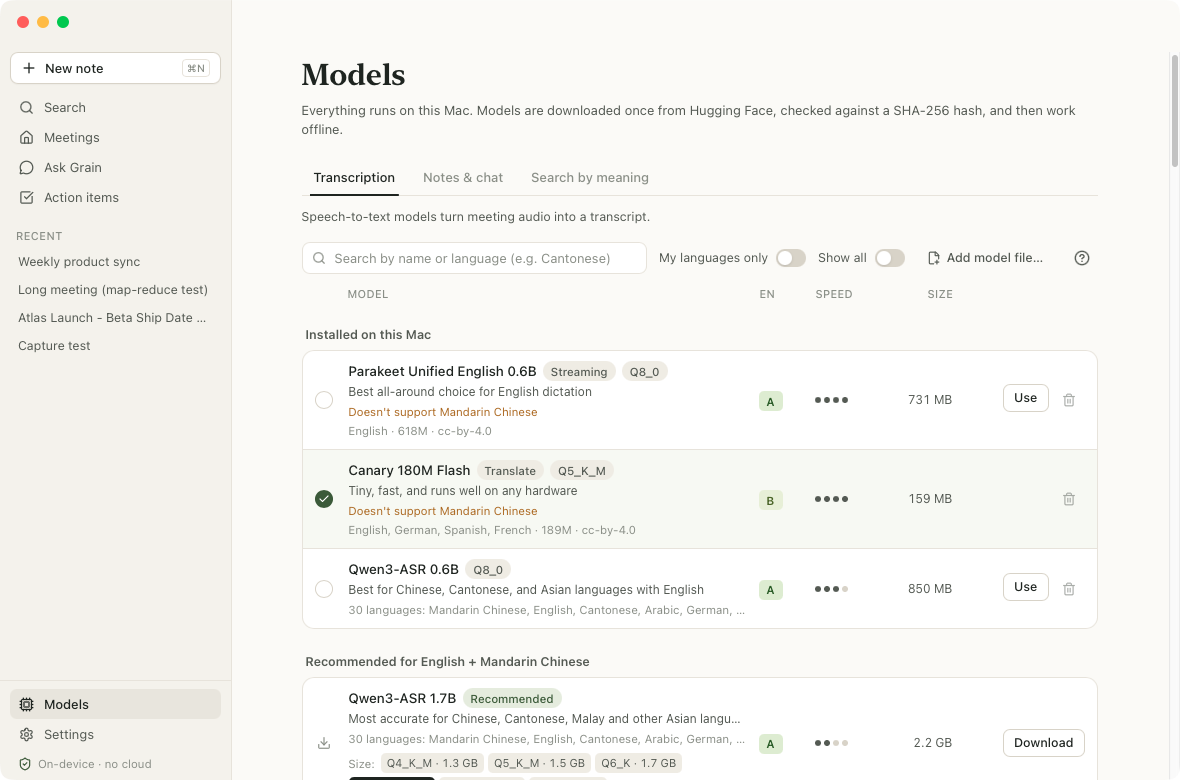 New note ⌘N
Search
Meetings
Ask Grain
Action items
RECENT
Weekly product sync
Long meeting (map-reduce test)
Atlas Launch - Beta Ship Date ...
Capture test
Models
Settings
On-device · no cloud
Models
Everything runs on this Mac. Models are downloaded once from Hugging Face, checked against a SHA-256 hash, and then work
offline.
Transcription Notes & chat Search by meaning
Speech-to-text models turn meeting audio into a transcript.
Search by name or language (e.g. Cantonese) My languages only Show all Add model file...
MODEL EN SPEED SIZE
Installed on this Mac
Parakeet Unified English 0.6B Streaming Q8_0
Best all-around choice for English dictation
Doesn't support Mandarin Chinese
English · 618M · cc-by-4.0
A 731 MB Use
Canary 180M Flash Translate Q5_K_M
Tiny, fast, and runs well on any hardware
Doesn't support Mandarin Chinese
English, German, Spanish, French · 189M · cc-by-4.0
B 159 MB
Qwen3-ASR 0.6B Q8_0
Best for Chinese, Cantonese, and Asian languages with English
30 languages: Mandarin Chinese, English, Cantonese, Arabic, German, ...
A 850 MB Use
Recommended for English + Mandarin Chinese
Qwen3-ASR 1.7B Recommended
Most accurate for Chinese, Cantonese, Malay and other Asian langu...
30 languages: Mandarin Chinese, English, Cantonese, Arabic, German, ...
A 2.2 GB Download
Size: Q4_K_M · 1.3 GB Q5_K_M · 1.5 GB Q6_K · 1.7 GB